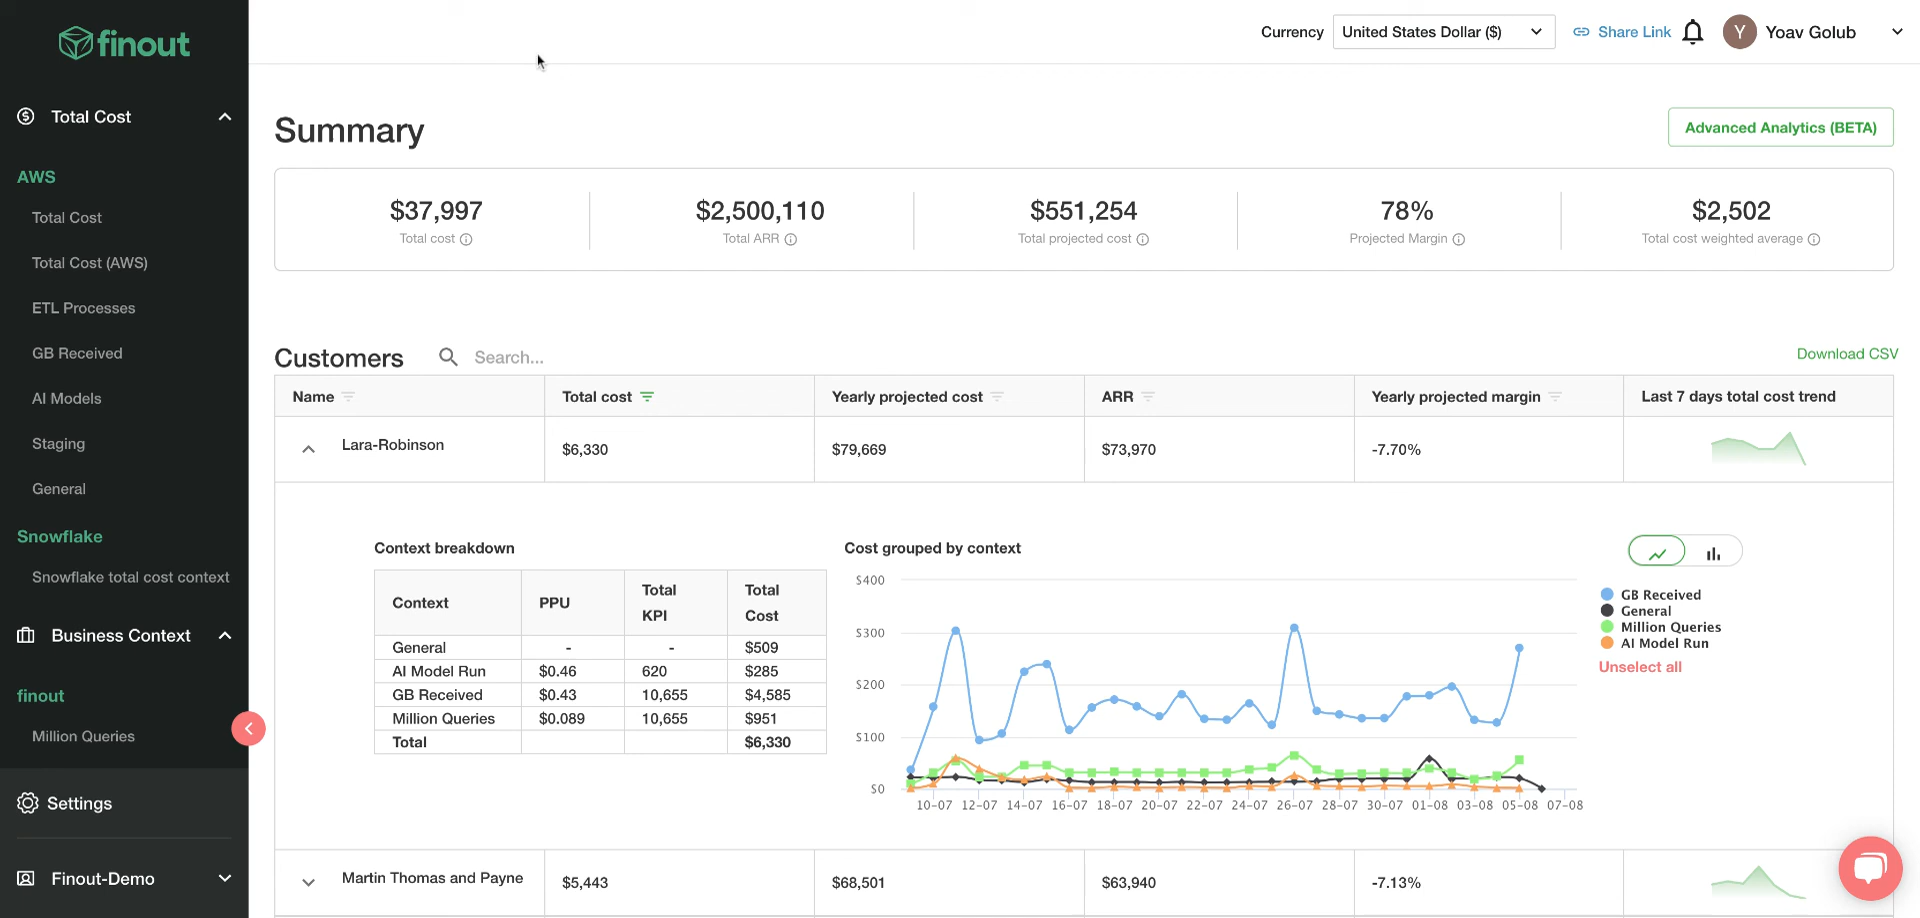 finout
Currency
United States Dollar ($)
Share Link
Y
Yoav Golub
Total Cost
AWS
Total Cost
Total Cost (AWS)
ETL Processes
GB Received
AI Models
Staging
General
Snowflake
Snowflake total cost context
Business Context
finout
Million Queries
Settings
Finout-Demo
Summary
Advanced Analytics (BETA)
$37,997
Total cost
$2,500,110
Total ARR
$551,254
Total projected cost
78%
Projected Margin
$2,502
Total cost weighted average
Customers
Search...
Download CSV
Name
Total cost
Yearly projected cost
ARR
Yearly projected margin
Last 7 days total cost trend
Lara-Robinson
$6,330
$79,669
$73,970
-7.70%
Context breakdown
Context
PPU
Total
KPI
Total
Cost
General - - $509
AI Model Run $0.46 620 $285
GB Received $0.43 10,655 $4,585
Million Queries $0.089 10,655 $951
Total $6,330
Cost grouped by context
$400
$300
$200
$100
$0
10-07 12-07 14-07 16-07 18-07 20-07 22-07 24-07 26-07 28-07 30-07 01-08 03-08 05-08 07-08
GB Received
General
Million Queries
AI Model Run
Unselect all
Martin Thomas and Payne
$5,443
$68,501
$63,940
-7.13%